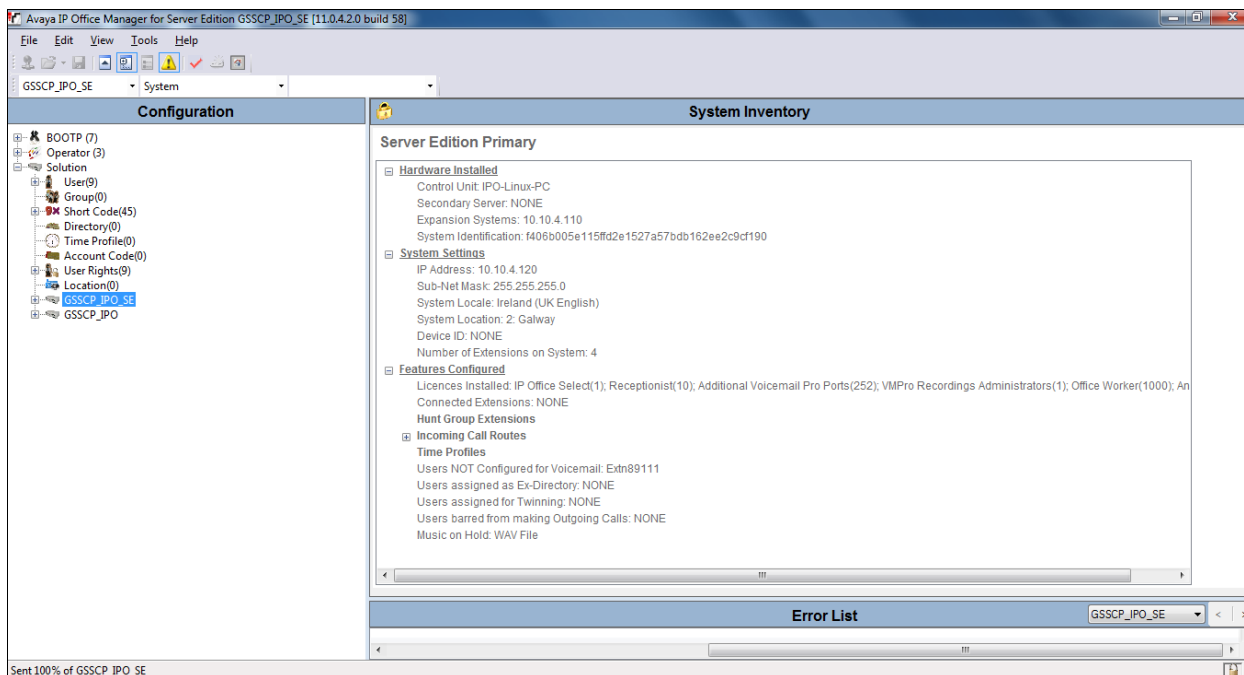 Avaya IP Office Manager for Server Edition GSSCP_IPO_SE [11.0.4.2.0 build 58]
File Edit View Tools Help
GSSCP_IPO_SE System
Configuration
System Inventory
BOOTP (7)
Operator (3)
Solution
User(9)
Group(0)
Short Code(45)
Directory(0)
Time Profile(0)
Account Code(0)
User Rights(9)
Location(0)
GSSCP_IPO_SE
GSSCP_IPO
Server Edition Primary
Hardware Installed
Control Unit: IPO-Linux-PC
Secondary Server: NONE
Expansion Systems: 10.10.4.110
System Identification: f406b005e115ffd2e1527a57bdb162ee2c9cf190
System Settings
IP Address: 10.10.4.120
Sub-Net Mask: 255.255.255.0
System Locale: Ireland (UK English)
System Location: 2: Galway
Device ID: NONE
Number of Extensions on System: 4
Features Configured
Licences Installed: IP Office Select(1); Receptionist(10); Additional Voicemail Pro Ports(252); VMPro Recordings Administrators(1); Office Worker(1000); An
Connected Extensions: NONE
Hunt Group Extensions
Incoming Call Routes
Time Profiles
Users NOT Configured for Voicemail: Extn89111
Users assigned as Ex-Directory: NONE
Users assigned for Twinning: NONE
Users barred from making Outgoing Calls: NONE
Music on Hold: WAV File
Error List
GSSCP_IPO_SE
Sent 100% of GSSCP_IPO_SE